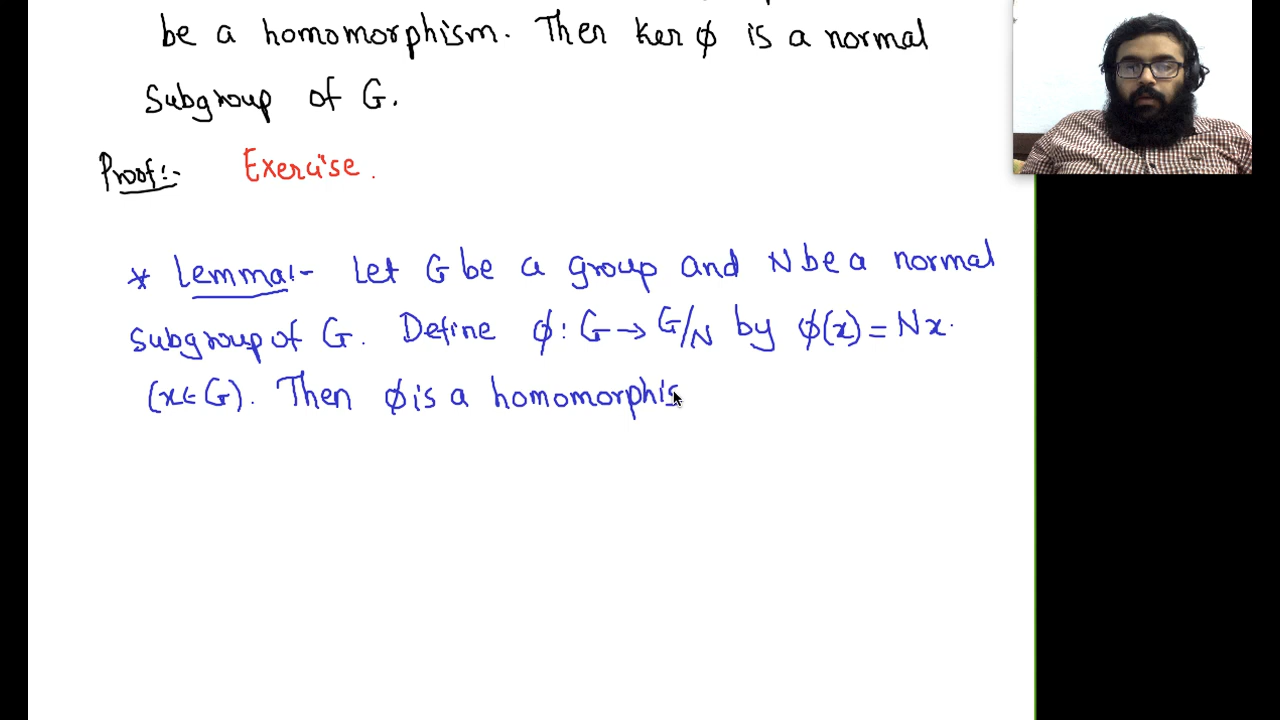 be a homomorphism. Then ker ϕ is a normal
Subgroup of G.
Proof:- Exercise.
* Lemma:- Let G be a group and N be a normal
subgroup of G. Define ϕ: G → G/N by ϕ(x) = Nx.
(x∈G). Then ϕ is a homomorphis